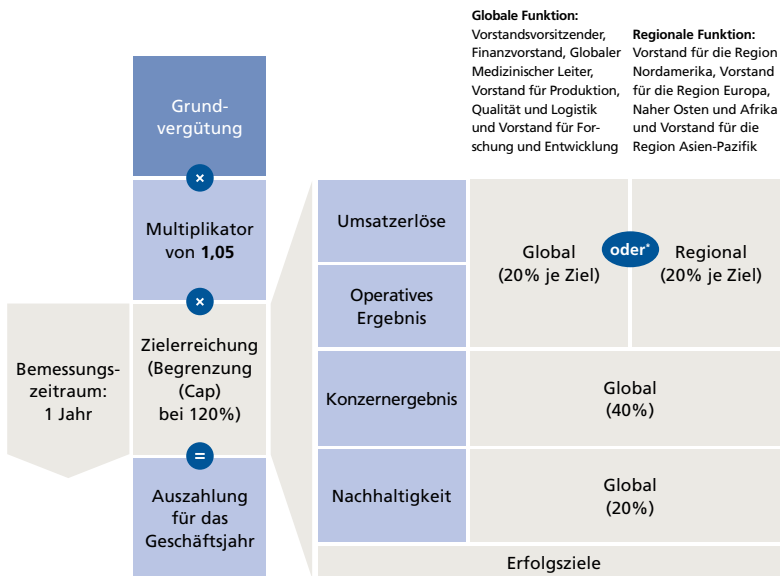 Globale Funktion:
Vorstandsvorsitzender,
Finanzvorstand, Globaler
Medizinischer Leiter,
Vorstand für Produktion,
Qualität und Logistik
und Vorstand für For-
schung und Entwicklung
Regionale Funktion:
Vorstand für die Region
Nordamerika, Vorstand
für die Region Europa,
Naher Osten und Afrika
und Vorstand für die
Region Asien-Pazifik
Grund-
vergütung
×
Multiplikator
von 1,05
×
Bemessungs-
zeitraum:
1 Jahr
Zielerreichung
(Begrenzung
(Cap)
bei 120%)
=
Auszahlung
für das
Geschäftsjahr
Umsatzerlöse
Operatives
Ergebnis
Global
(20% je Ziel)
oder*
Regional
(20% je Ziel)
Konzernergebnis
Global
(40%)
Nachhaltigkeit
Global
(20%)
Erfolgsziele